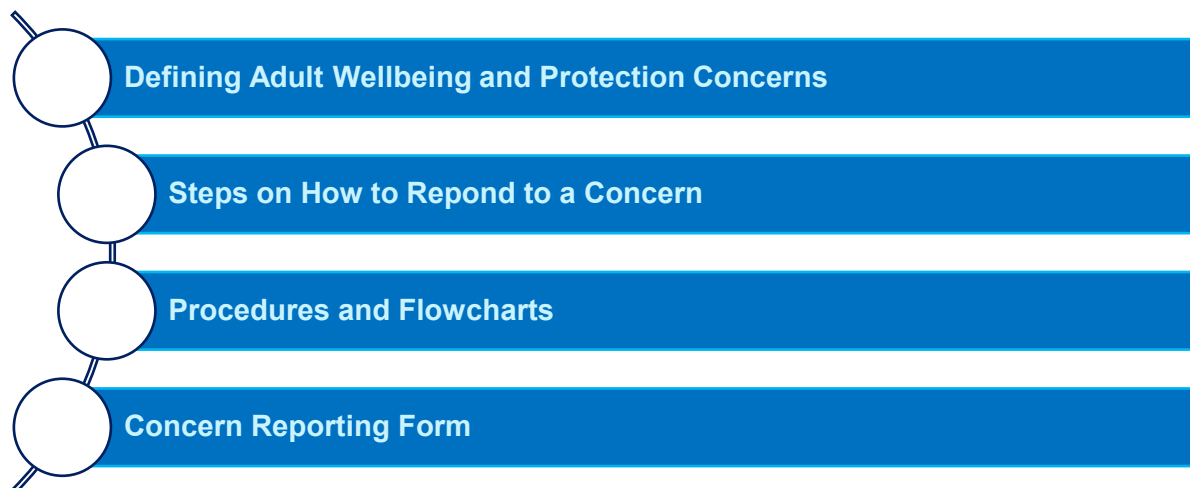 Defining Adult Wellbeing and Protection Concerns
Steps on How to Repond to a Concern
Procedures and Flowcharts
Concern Reporting Form